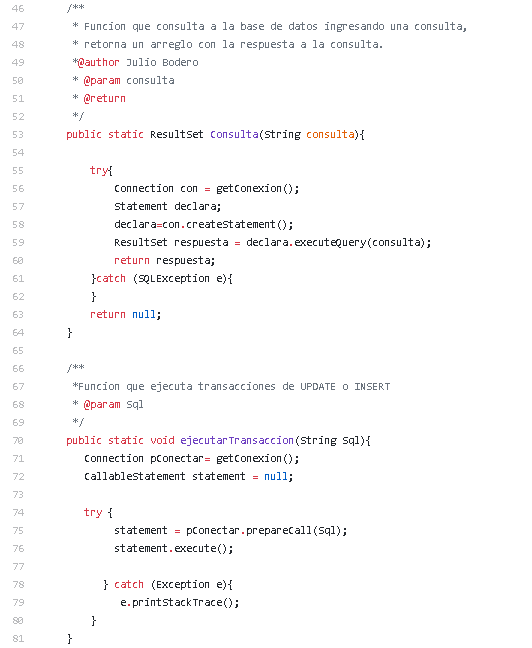 46 /**
47 * Funcion que consulta a la base de datos ingresando una consulta,
48 * retorna un arreglo con la respuesta a la consulta.
49 *@author Julio Bodero
50 * @param consulta
51 * @return
52 */
53 public static ResultSet Consulta(String consulta){
54
55 try{
56 Connection con = getConexion();
57 Statement declara;
58 declara=con.createStatement();
59 ResultSet respuesta = declara.executeQuery(consulta);
60 return respuesta;
61 }catch (SQLException e){
62 }
63 return null;
64 }
65
66 /**
67 *Funcion que ejecuta transacciones de UPDATE o INSERT
68 * @param Sql
69 */
70 public static void ejecutarTransaccion(String Sql){
71 Connection pConectar= getConexion();
72 CallableStatement statement = null;
73
74 try {
75 statement = pConectar.prepareCall(Sql);
76 statement.execute();
77
78 } catch (Exception e){
79 e.printStackTrace();
80 }
81 }